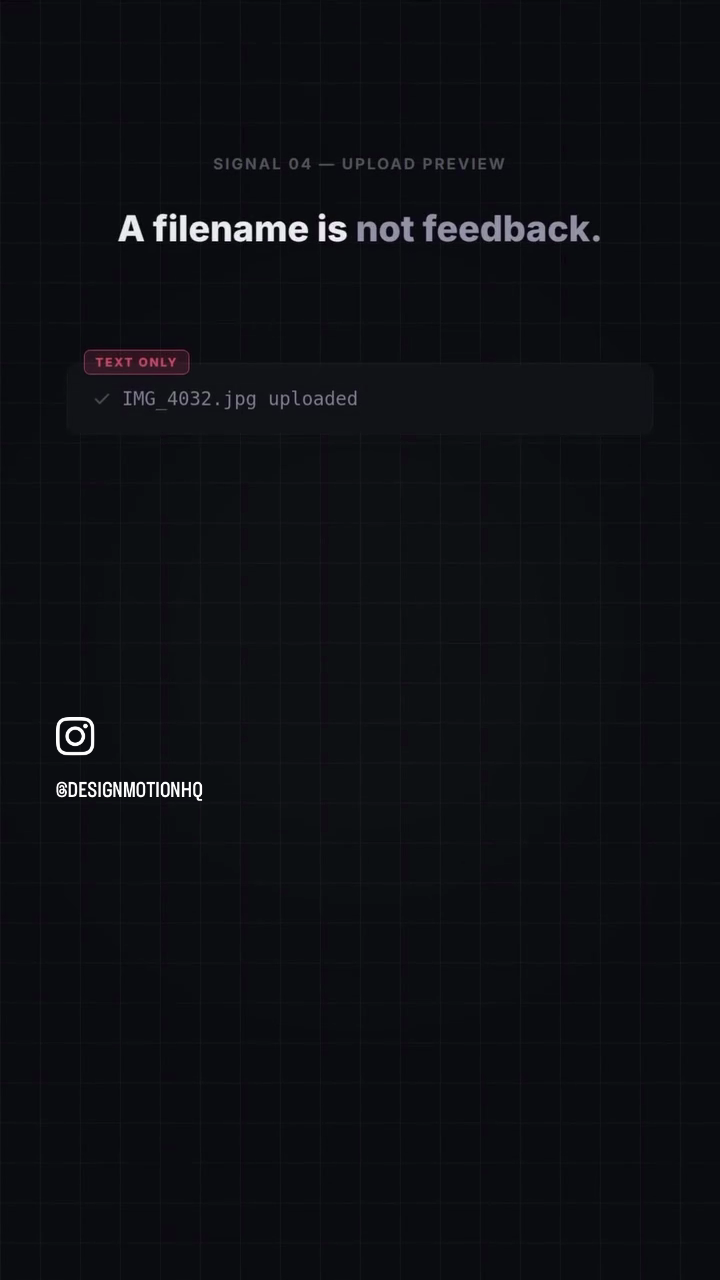 SIGNAL 04 — UPLOAD PREVIEW
A filename is not feedback.
TEXT ONLY
IMG_4032.jpg uploaded
@DESIGNMOTIONHQ